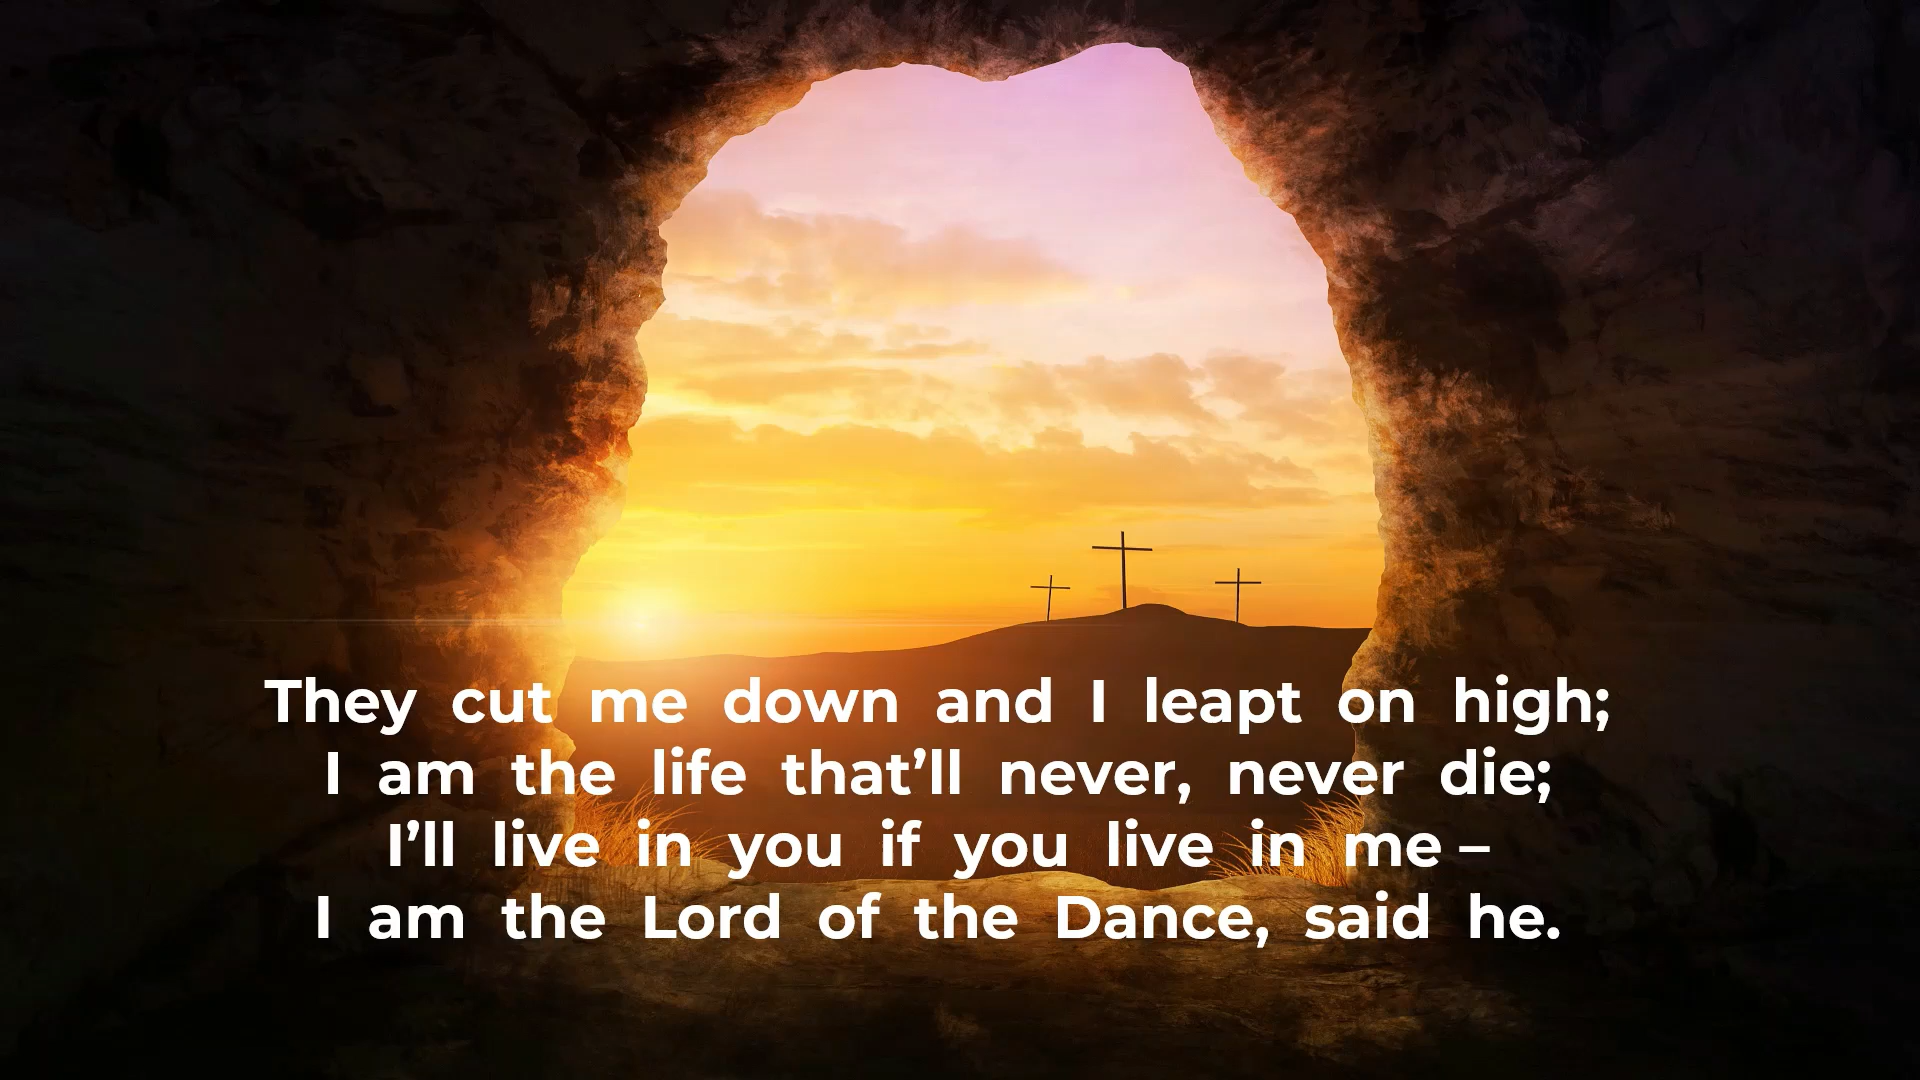 They cut me down and I leapt on high;
I am the life that’ll never, never die;
I’ll live in you if you live in me –
I am the Lord of the Dance, said he.